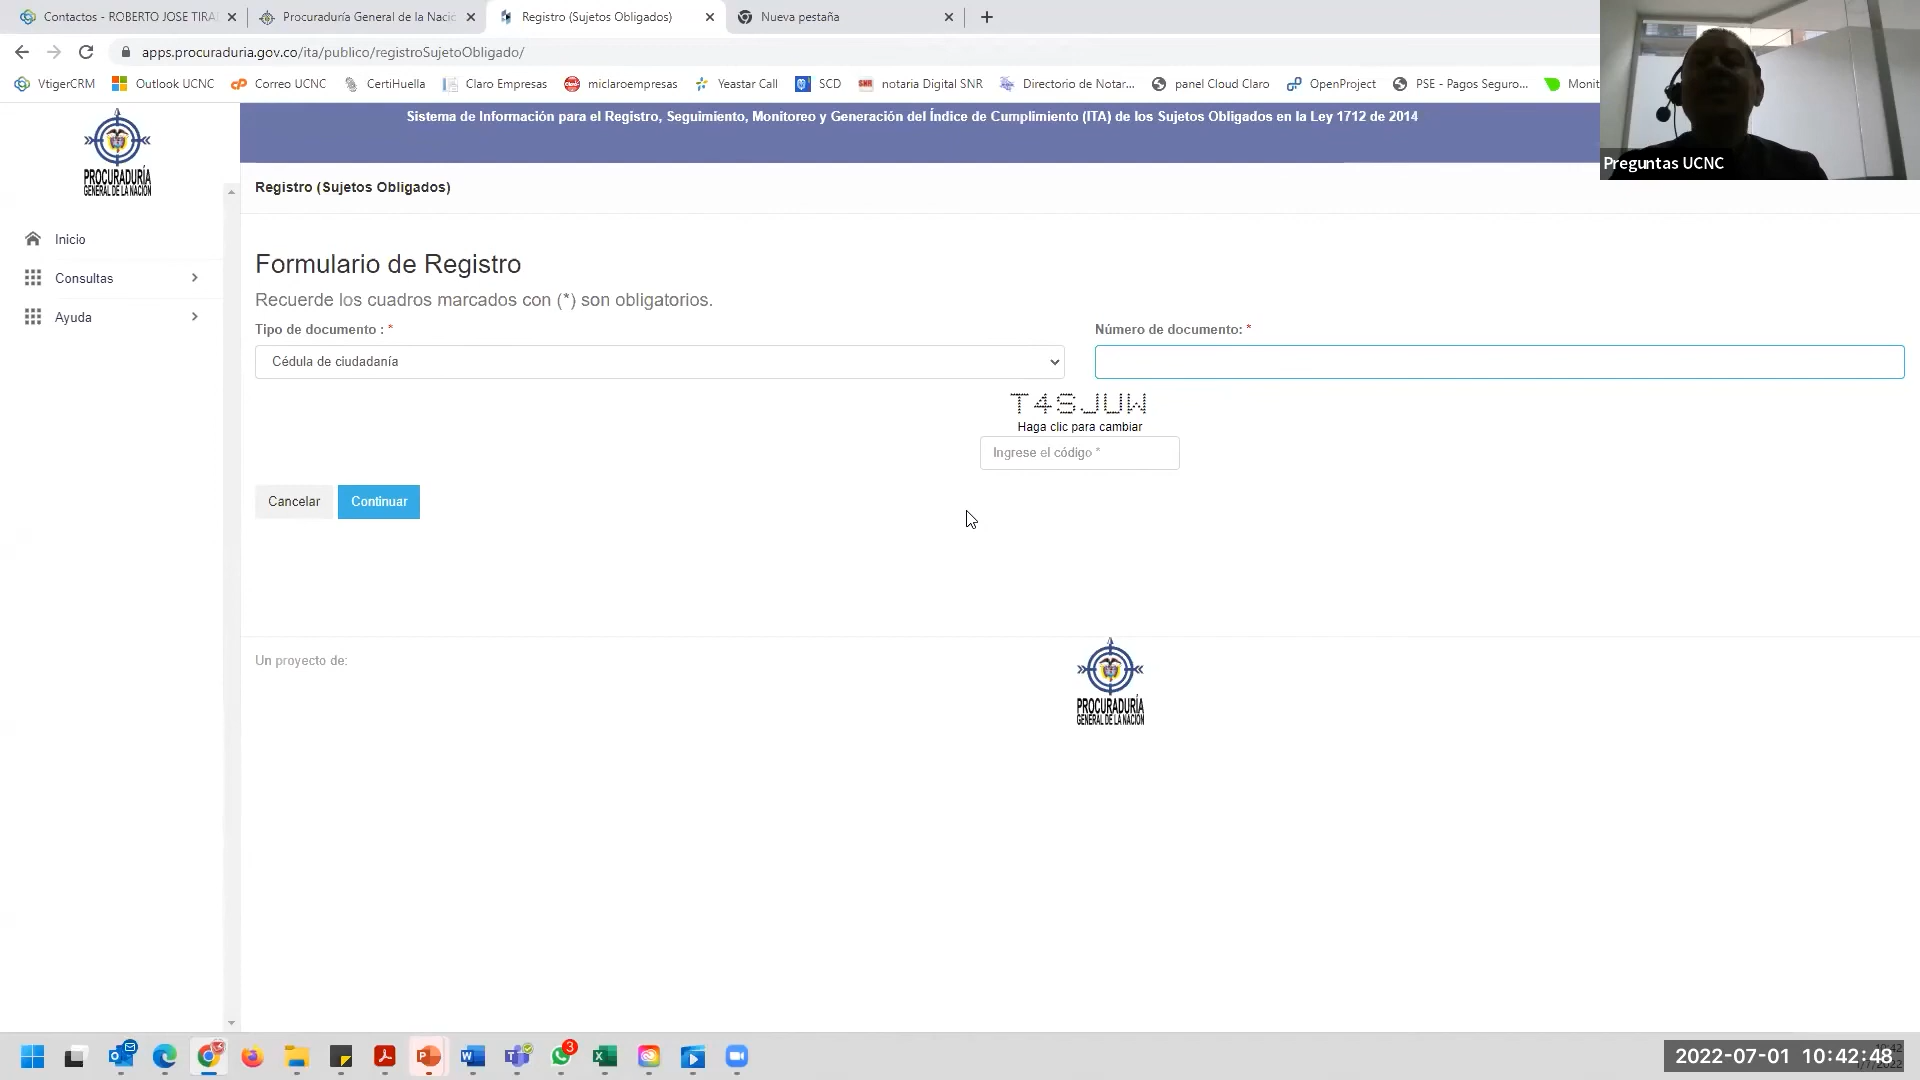 Contactos - ROBERTO JOSE TIRA
Procuraduría General de la Nació
Registro (Sujetos Obligados)
Nueva pestaña
apps.procuraduria.gov.co/ita/publico/registroSujetoObligado/
VtigerCRM
Outlook UCNC
Correo UCNC
CertiHuella
Claro Empresas
miclaroempresas
Yeastar Call
SCD
notaria Digital SNR
Directorio de Notar...
panel Cloud Claro
OpenProject
PSE - Pagos Seguro...
Monit
Preguntas UCNC
PROCURADURÍA
GENERAL DE LA NACIÓN
Sistema de Información para el Registro, Seguimiento, Monitoreo y Generación del Índice de Cumplimiento (ITA) de los Sujetos Obligados en la Ley 1712 de 2014
Registro (Sujetos Obligados)
Inicio
Consultas
Ayuda
Formulario de Registro
Recuerde los cuadros marcados con (*) son obligatorios.
Tipo de documento : *
Número de documento: *
Cédula de ciudadanía
T4SJUW
Haga clic para cambiar
Ingrese el código *
Cancelar
Continuar
Un proyecto de:
PROCURADURÍA
GENERAL DE LA NACIÓN
3
2022-07-01 10:42:48